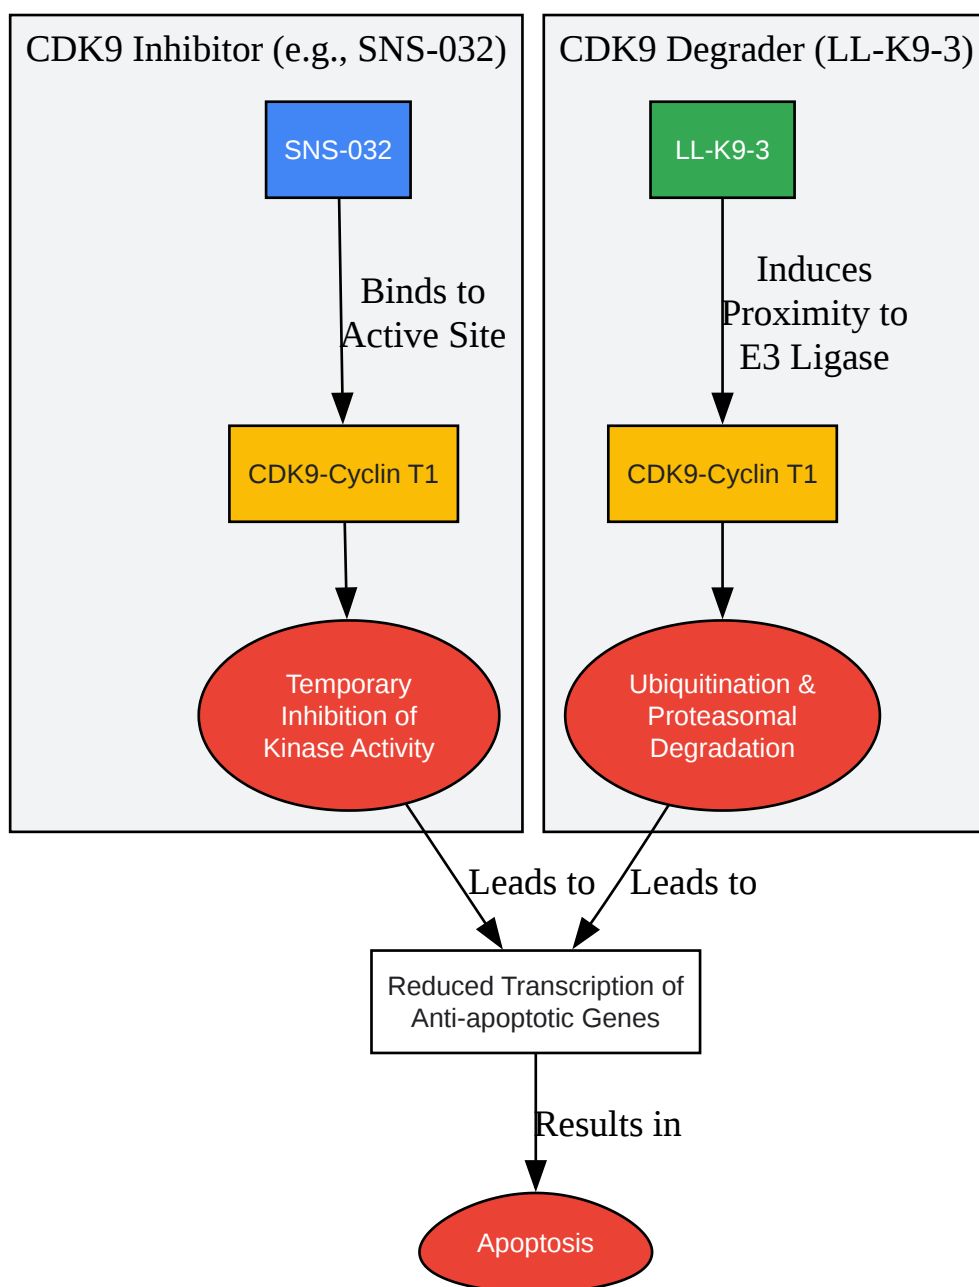 CDK9 Inhibitor (e.g., SNS-032)
SNS-032
Binds to
Active Site
CDK9-Cyclin T1
Temporary
Inhibition of
Kinase Activity
Leads to
CDK9 Degrader (LL-K9-3)
LL-K9-3
Induces
Proximity to
E3 Ligase
CDK9-Cyclin T1
Ubiquitination &
Proteasomal
Degradation
Leads to
Reduced Transcription of
Anti-apoptotic Genes
Results in
Apoptosis